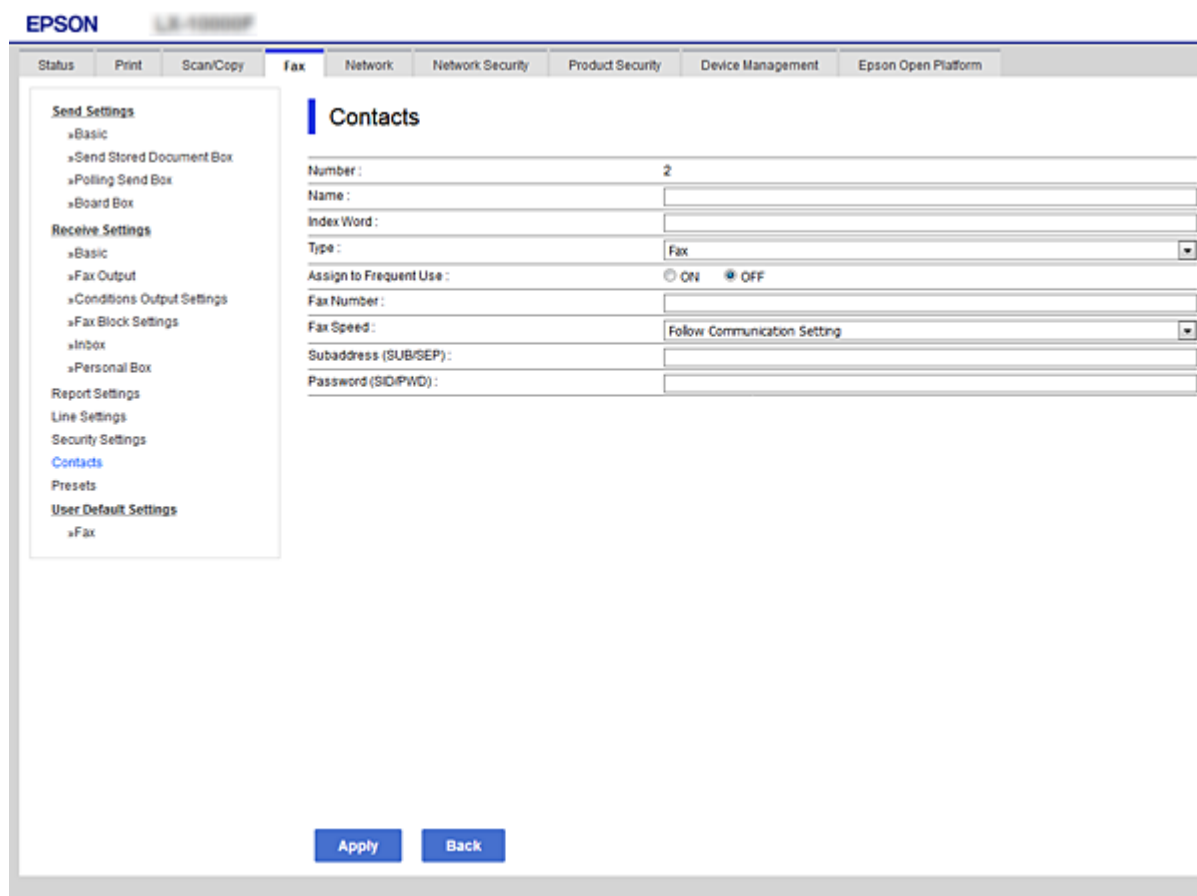 EPSON
Status Print Scan/Copy Fax Network Network Security Product Security Device Management Epson Open Platform
Send Settings
»Basic
»Send Stored Document Box
»Polling Send Box
»Board Box
Receive Settings
»Basic
»Fax Output
»Conditions Output Settings
»Fax Block Settings
»Inbox
»Personal Box
Report Settings
Line Settings
Security Settings
Contacts
Presets
User Default Settings
»Fax
Contacts
Number : 2
Name :
Index Word :
Type : Fax
Assign to Frequent Use : ON OFF
Fax Number :
Fax Speed : Follow Communication Setting
Subaddress (SUB/SEP) :
Password (SID/PWD) :
Apply Back